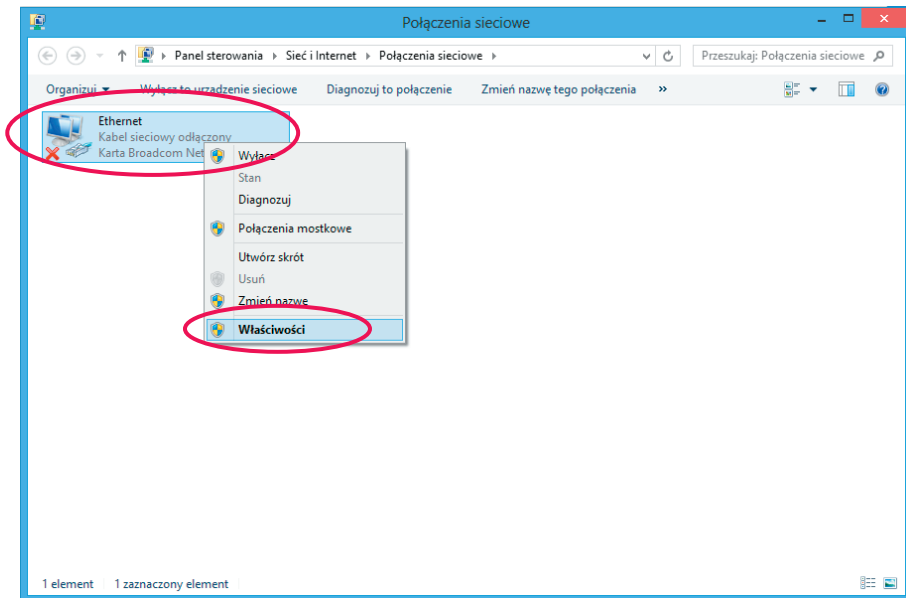 Połączenia sieciowe
Panel sterowania Sieć i Internet Połączenia sieciowe
Przeszukaj: Połączenia sieciowe
Organizuj Wyłącz to urządzenie sieciowe Diagnozuj to połączenie Zmień nazwę tego połączenia »
Ethernet
Kabel sieciowy odłączony
Karta Broadcom Net
Wyłącz
Stan
Diagnozuj
Połączenia mostkowe
Utwórz skrót
Usuń
Zmień nazwę
Właściwości
1 element 1 zaznaczony element